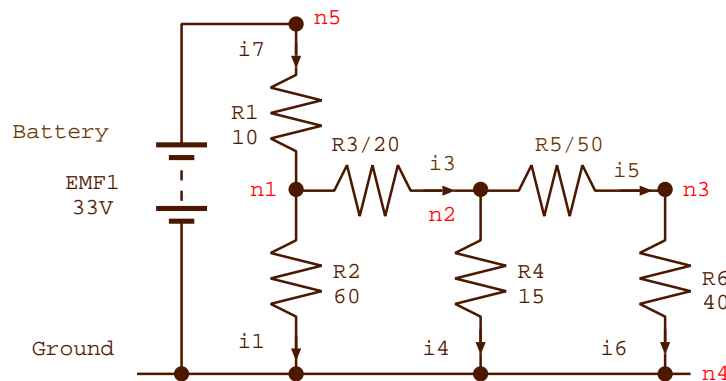 n5
i7
R1
10
Battery
R3/20
R5/50
i3
i5
EMF1
33V
n1
n2
n3
R2
60
R4
15
R6
40
Ground
i1
i4
i6
n4